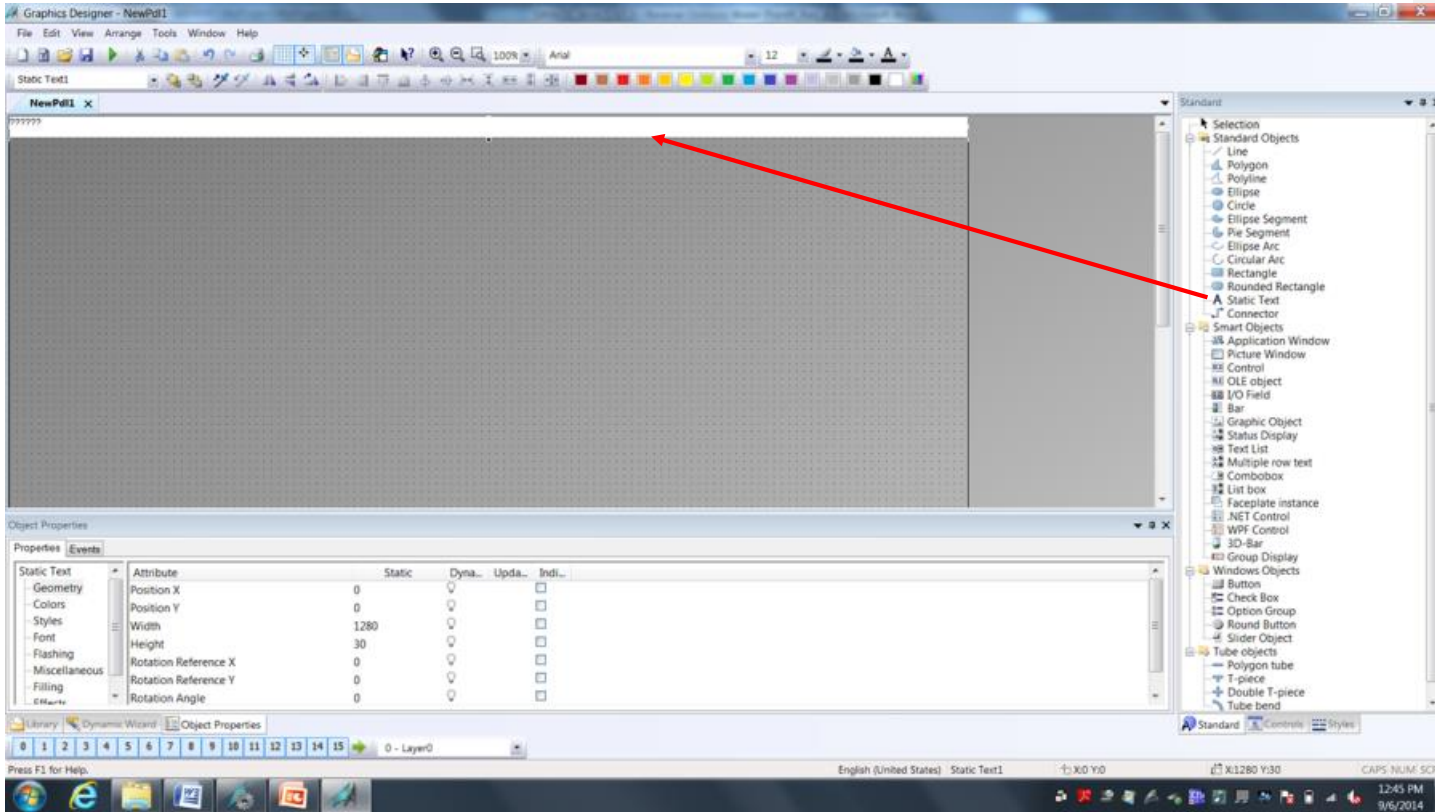 Graphics Designer - NewPdl1
File Edit View Arrange Tools Window Help
100% Arial 12
Static Text1
NewPdl1 X
??????
Standard
Selection
Standard Objects
Line
Polygon
Polyline
Ellipse
Circle
Ellipse Segment
Pie Segment
Ellipse Arc
Circular Arc
Rectangle
Rounded Rectangle
A Static Text
Connector
Smart Objects
Application Window
Picture Window
Control
OLE object
I/O Field
Bar
Graphic Object
Status Display
Text List
Multiple row text
Combobox
List box
Faceplate instance
.NET Control
WPF Control
3D-Bar
Group Display
Windows Objects
Button
Check Box
Option Group
Round Button
Slider Object
Tube objects
Polygon tube
T-piece
Double T-piece
Tube bend
Standard Controls Styles
Object Properties
Properties Events
Static Text
Geometry
Colors
Styles
Font
Flashing
Miscellaneous
Filling
Effects
Attribute Static Dyna... Upda... Indi...
Position X 0
Position Y 0
Width 1280
Height 30
Rotation Reference X 0
Rotation Reference Y 0
Rotation Angle 0
Library Dynamic Wizard Object Properties
0 1 2 3 4 5 6 7 8 9 10 11 12 13 14 15 0 - Layer0
Press F1 for Help. English (United States) Static Text1 X:0 Y:0 X:1280 Y:30 CAPS NUM SC
12:45 PM
9/6/2014